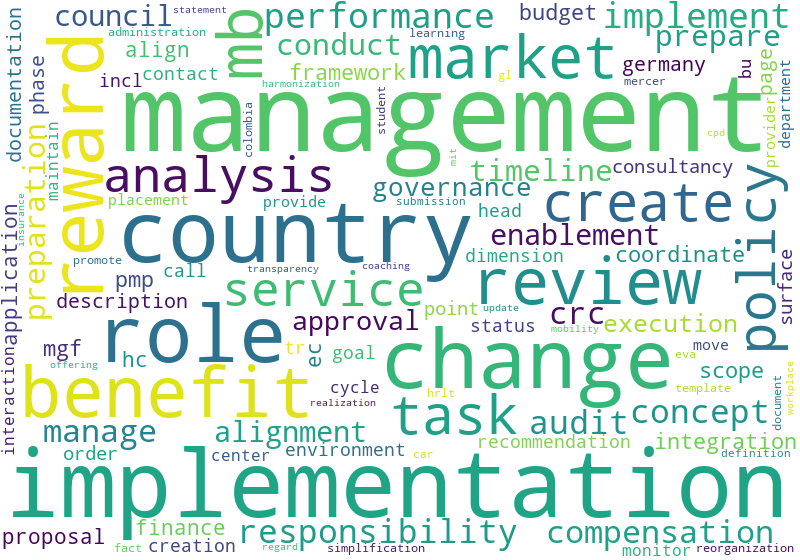 documentation
council
administration
statement
performance
budget
implement
phase
align
reward
mb
conduct
learning
market
prepare
incl
contact
framework
gl
germany
bu
page
mercer
harmonization
provider
department
management
colombia
student
cpd
maintain
preparation
analysis
mit
timeline
consultancy
placement
provide
governance
submission
create
policy
insurance
application
interaction
country
head
enablement
promote
call
transparency
coaching
dimension
coordinate
surface
pmp
description
service
review
role
approval
point
update
crc
status
mobility
execution
mgf
hc
tr
ec
goal
change
move
eva
offering
benefit
cycle
realization
hrlt
scope
template
document
workplace
task
audit
concept
manage
alignment
recommendation
integration
order
center
environment
car
definition
implementation
proposal
finance
responsibility
compensation
fact
creation
regard
simplification
monitor
reorganization